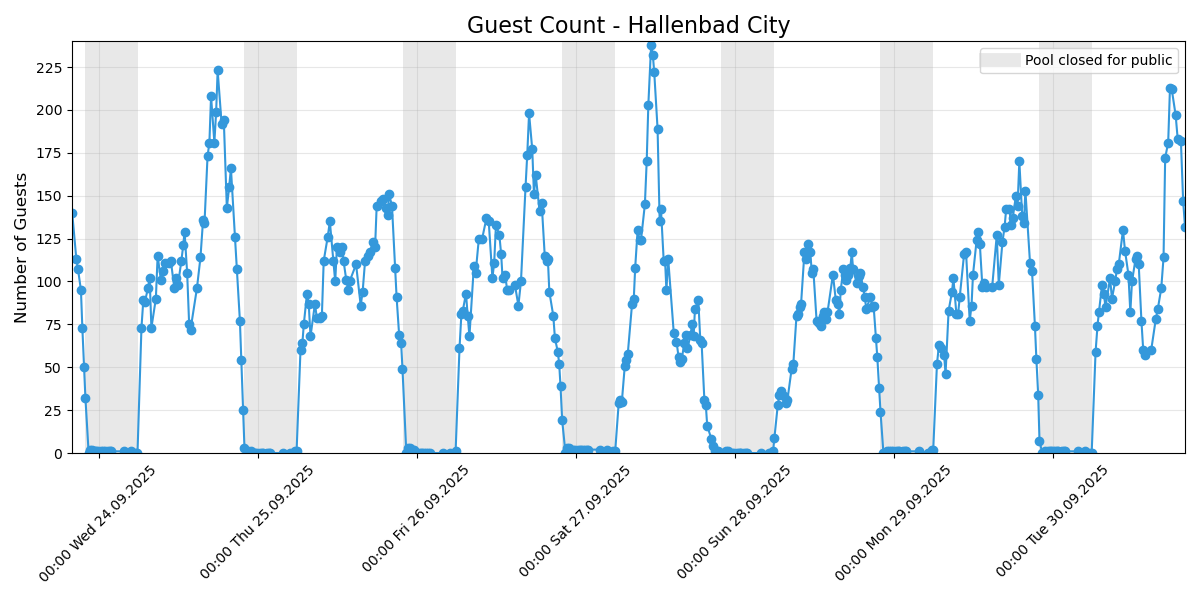 Guest Count - Hallenbad City
Pool closed for public
Number of Guests
225
200
175
150
125
100
75
50
25
0
00:00 Wed 24.09.2025
00:00 Thu 25.09.2025
00:00 Fri 26.09.2025
00:00 Sat 27.09.2025
00:00 Sun 28.09.2025
00:00 Mon 29.09.2025
00:00 Tue 30.09.2025